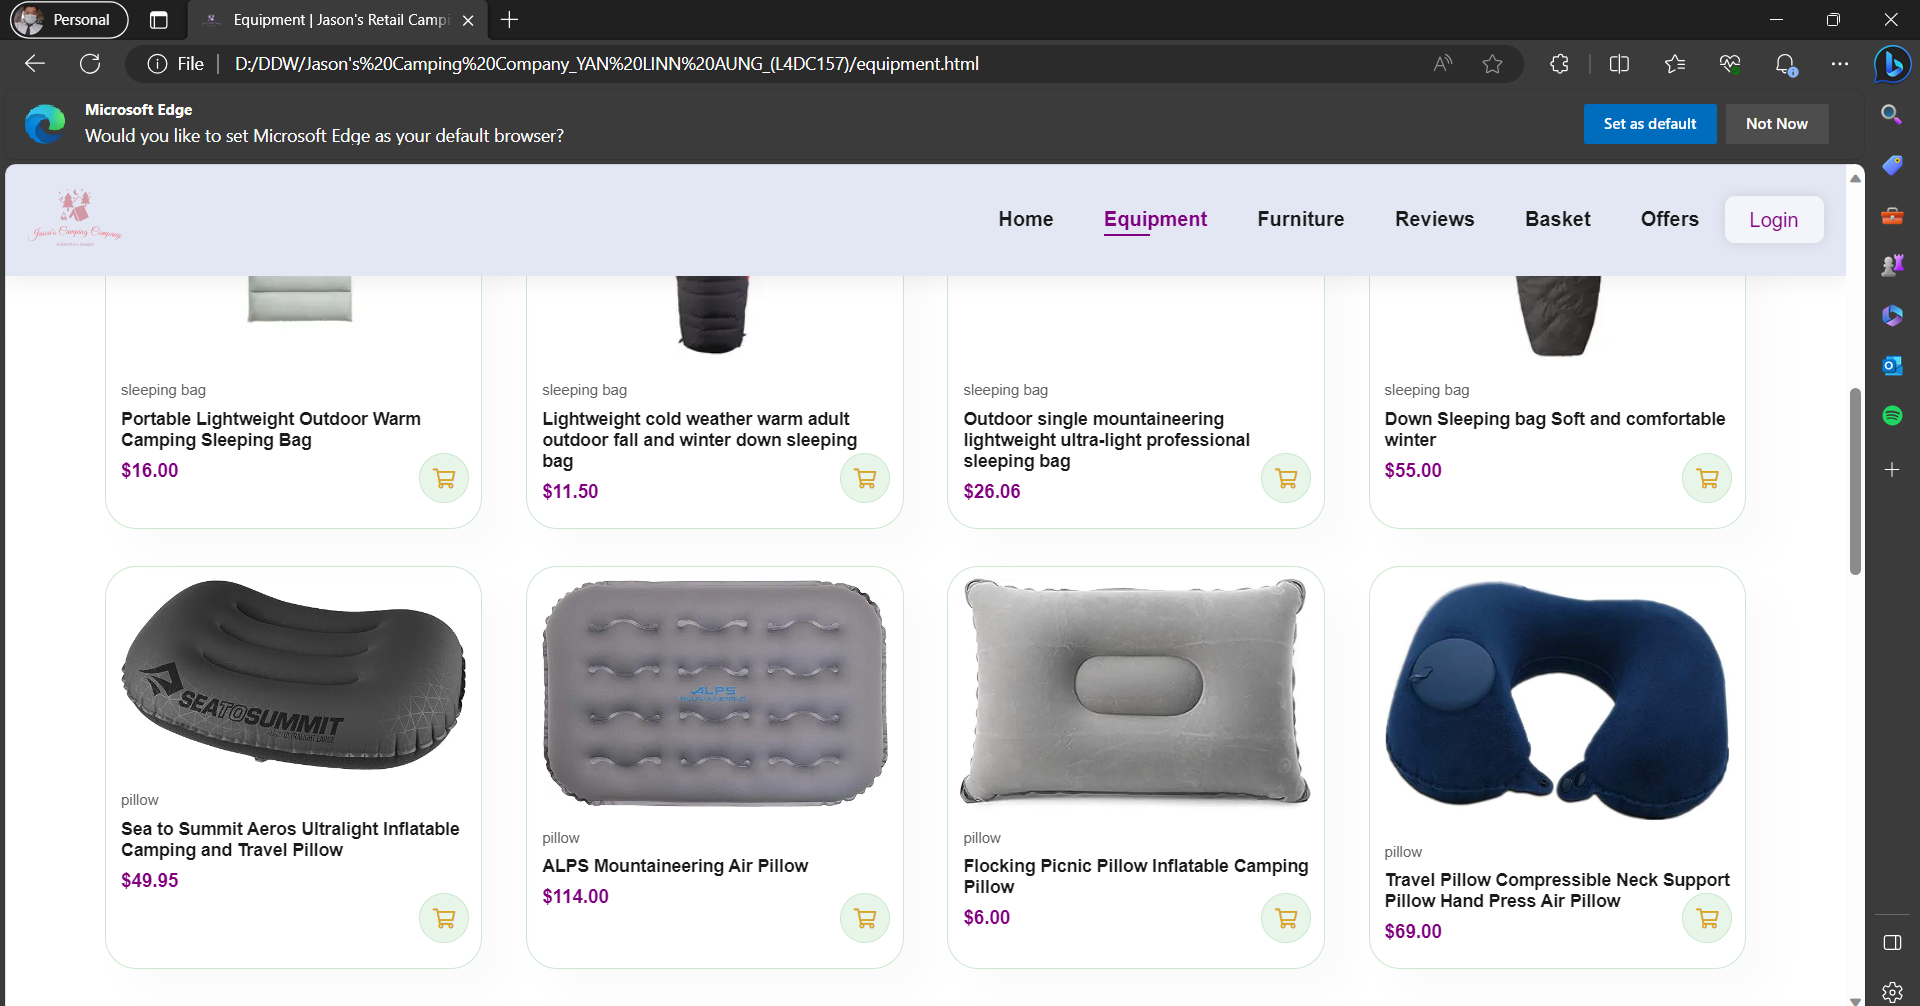 Personal
Equipment | Jason's Retail Campi
File
D:/DDW/Jason's%20Camping%20Company_YAN%20LINN%20AUNG_(L4DC157)/equipment.html
Microsoft Edge
Would you like to set Microsoft Edge as your default browser?
Set as default
Not Now
Jason's Camping Company
Home
Equipment
Furniture
Reviews
Basket
Offers
Login
sleeping bag
Portable Lightweight Outdoor Warm
Camping Sleeping Bag
$16.00
sleeping bag
Lightweight cold weather warm adult
outdoor fall and winter down sleeping
bag
$11.50
sleeping bag
Outdoor single mountaineering
lightweight ultra-light professional
sleeping bag
$26.06
sleeping bag
Down Sleeping bag Soft and comfortable
winter
$55.00
SEATOSUMMIT
pillow
Sea to Summit Aeros Ultralight Inflatable
Camping and Travel Pillow
$49.95
ALPS
MOUNTAINEERING
pillow
ALPS Mountaineering Air Pillow
$114.00
pillow
Flocking Picnic Pillow Inflatable Camping
Pillow
$6.00
pillow
Travel Pillow Compressible Neck Support
Pillow Hand Press Air Pillow
$69.00